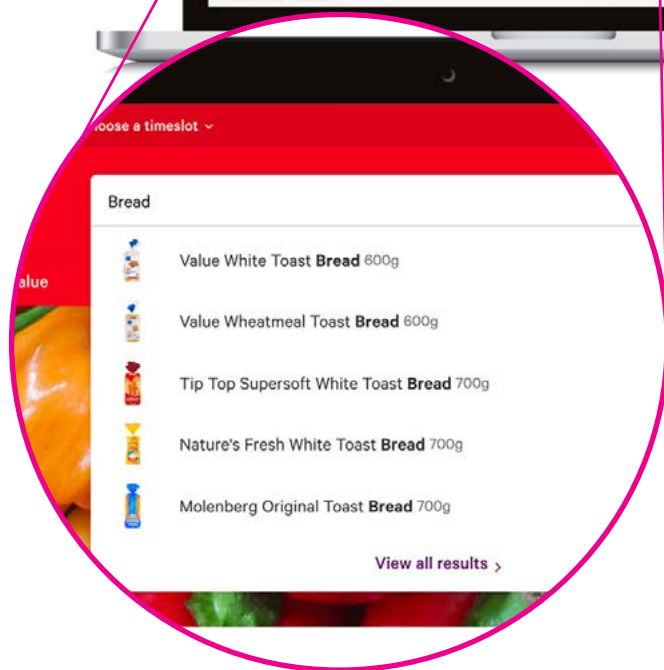 oose a timeslot
Bread
alue
Value White Toast Bread 600g
Value Wheatmeal Toast Bread 600g
Tip Top Supersoft White Toast Bread 700g
Nature's Fresh White Toast Bread 700g
Molenberg Original Toast Bread 700g
View all results >